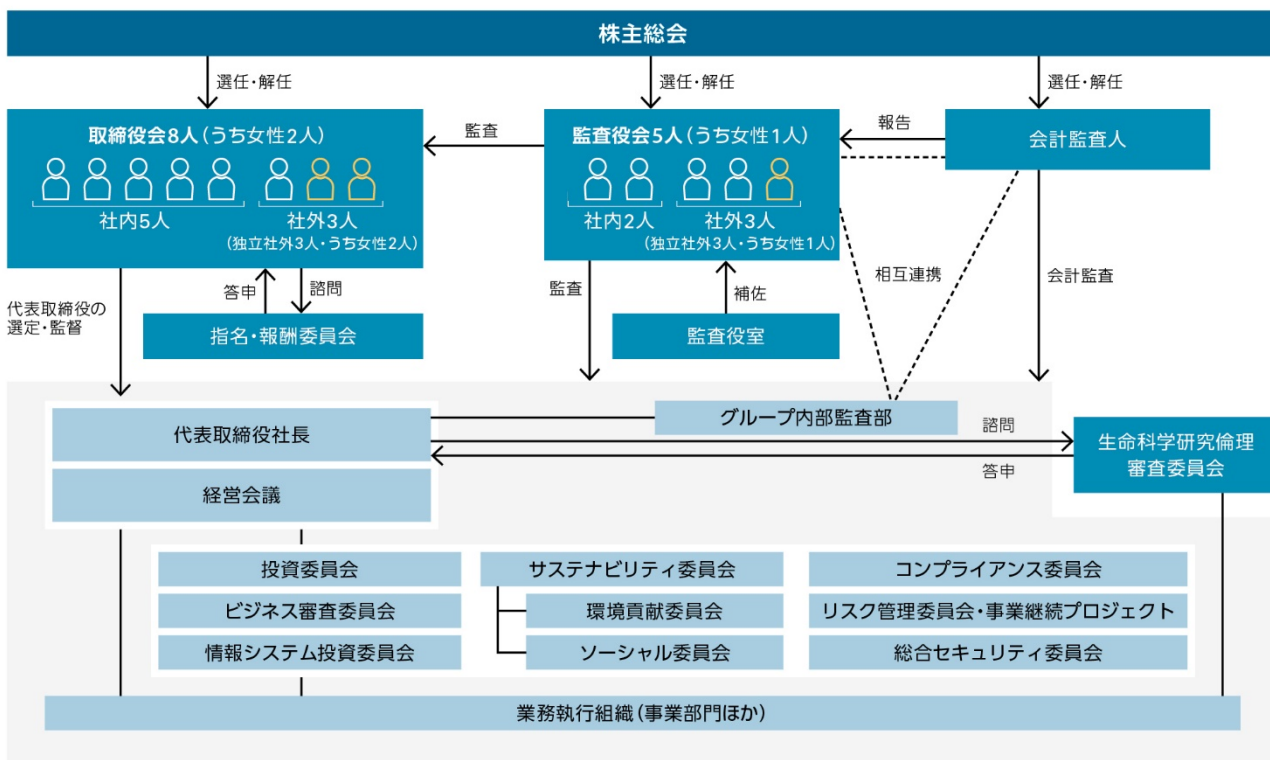 株主総会
選任・解任
選任・解任
選任・解任
取締役会8人(うち女性2人)
社内5人
社外3人
(独立社外3人・うち女性2人)
監査
監査役会5人(うち女性1人)
社内2人
社外3人
(独立社外3人・うち女性1人)
報告
会計監査人
代表取締役の
選定・監督
答申
諮問
指名・報酬委員会
監査
補佐
監査役室
相互連携
会計監査
代表取締役社長
経営会議
グループ内部監査部
諮問
答申
生命科学研究倫理
審査委員会
投資委員会
ビジネス審査委員会
情報システム投資委員会
サステナビリティ委員会
環境貢献委員会
ソーシャル委員会
コンプライアンス委員会
リスク管理委員会・事業継続プロジェクト
総合セキュリティ委員会
業務執行組織(事業部門ほか)